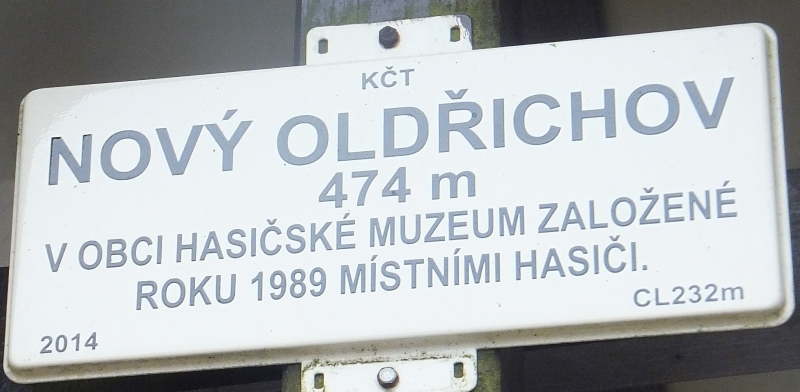 KČT
NOVÝ OLDŘICHOV
474 m
V OBCI HASIČSKÉ MUZEUM ZALOŽENÉ
ROKU 1989 MÍSTNÍMI HASIČI.
2014 CL232m